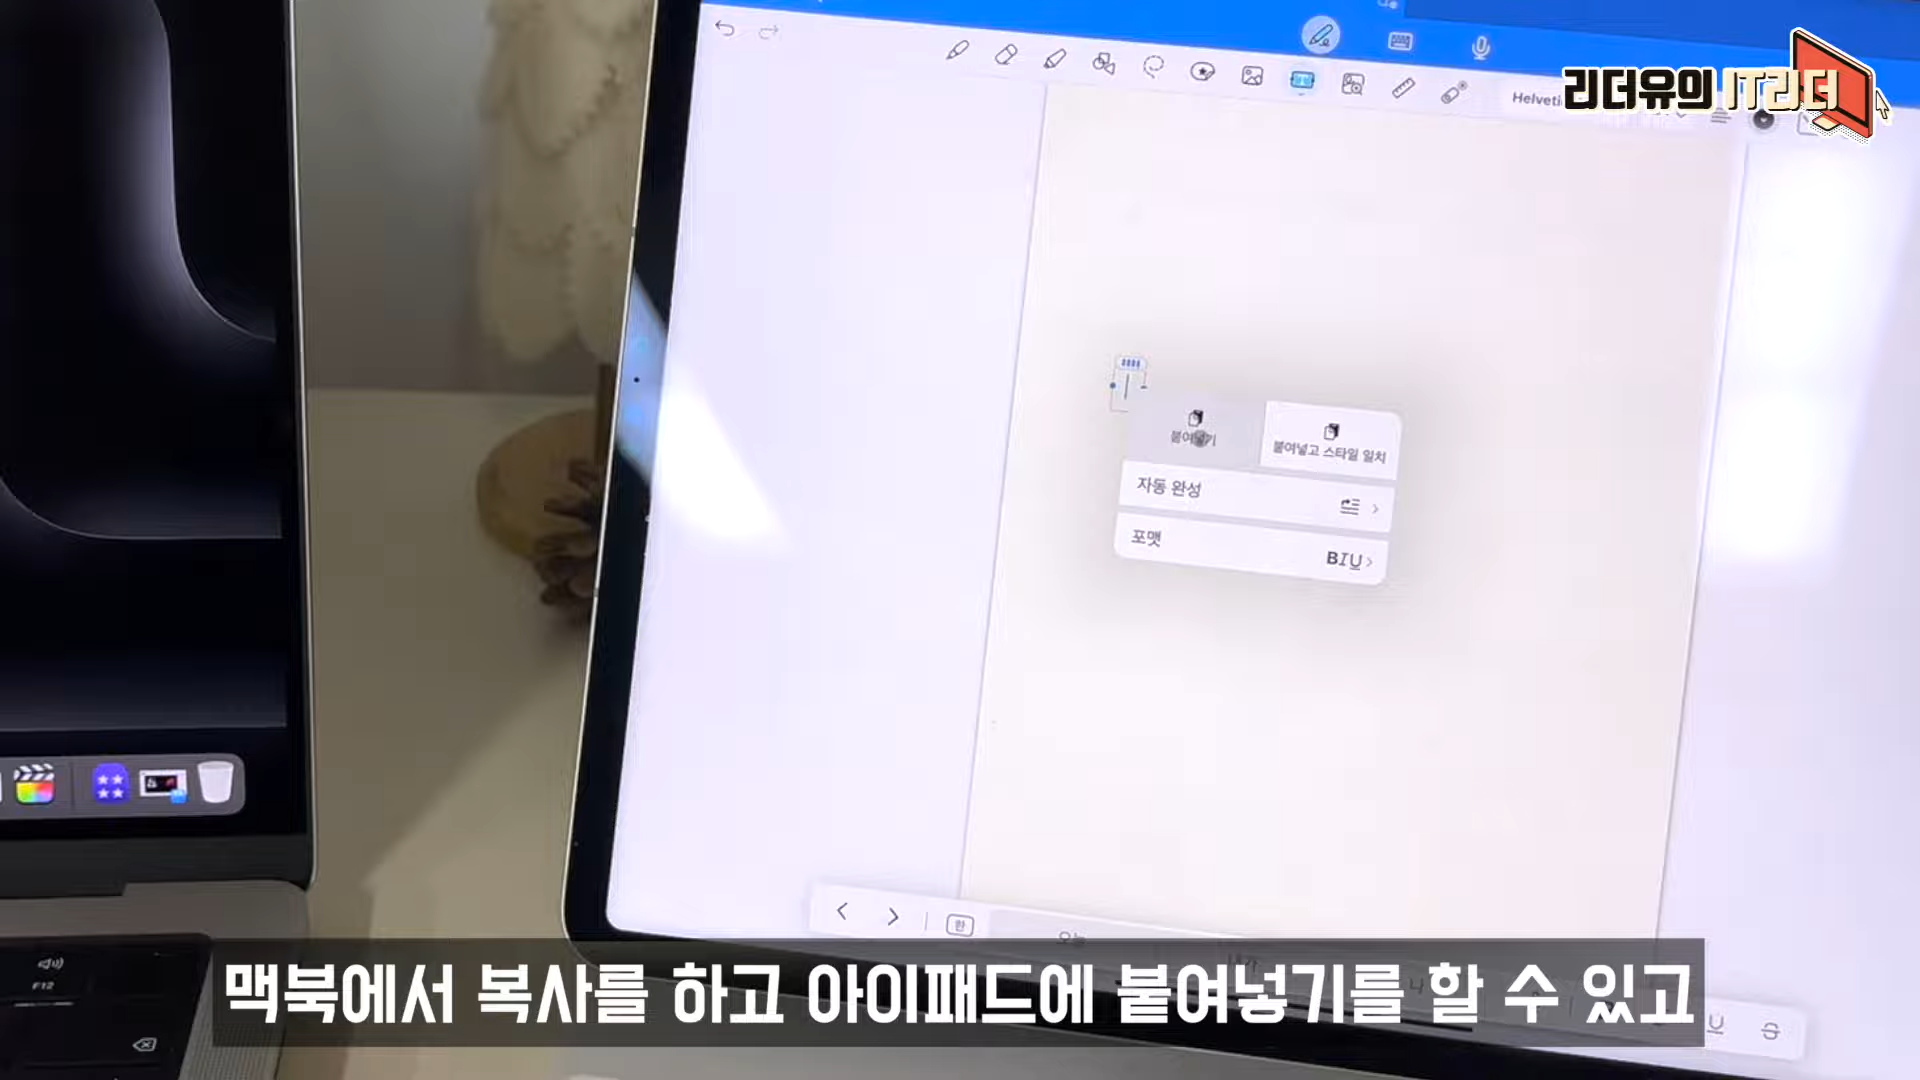 리더유의 IT리더
Helveti
붙여넣기
붙여넣고 스타일 일치
자동 완성
포맷
BIU
한
F12
맥북에서 복사를 하고 아이패드에 붙여넣기를 할 수 있고